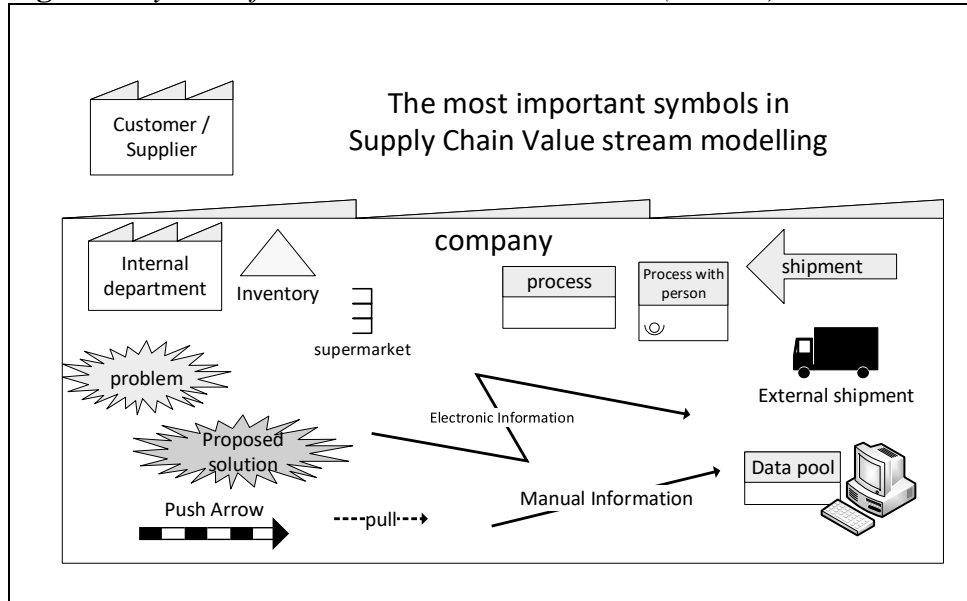 The most important symbols in
Supply Chain Value stream modelling
Customer /
Supplier
company
Internal
department
Inventory
supermarket
process
Process with
person
shipment
problem
External shipment
Electronic Information
Proposed
solution
Data pool
Manual Information
Push Arrow
pull